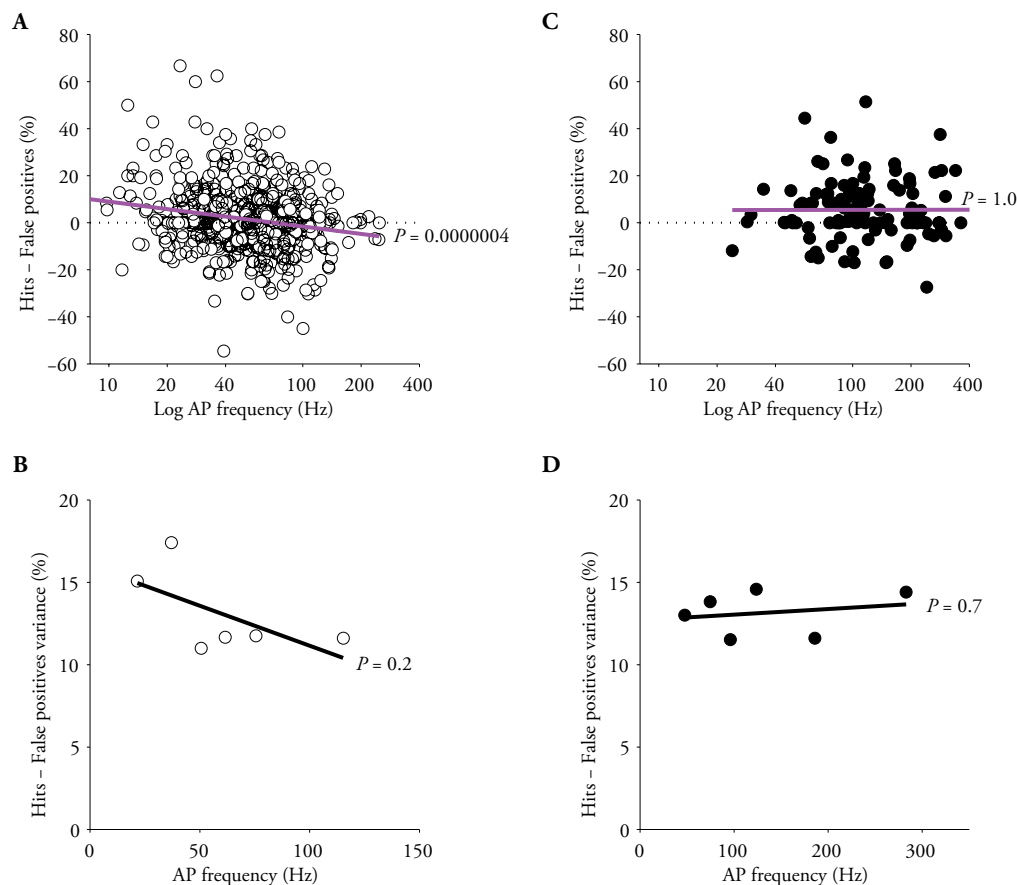 A
80
60
40
20
0
–20
–40
–60
Hits – False positives (%)
P = 0.0000004
10 20 40 100 200 400
Log AP frequency (Hz)
C
80
60
40
20
0
–20
–40
–60
Hits – False positives (%)
P = 1.0
10 20 40 100 200 400
Log AP frequency (Hz)
B
20
15
10
5
0
Hits – False positives variance (%)
P = 0.2
0 50 100 150
AP frequency (Hz)
D
20
15
10
5
0
Hits – False positives variance (%)
P = 0.7
0 100 200 300
AP frequency (Hz)